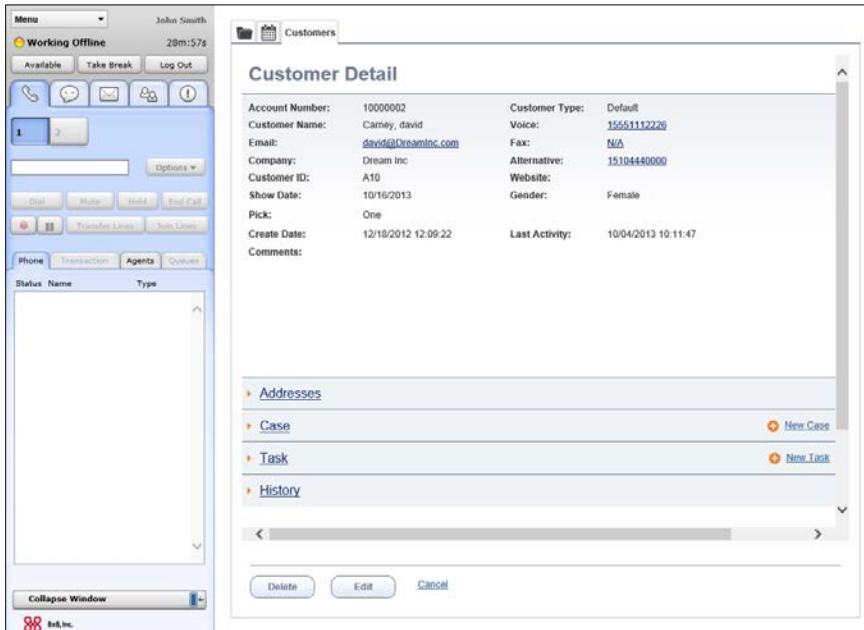 Menu John Smith
Working Offline 28m:57s
Available Take Break Log Out
1 2
Options
Dial Mute Hold End Call
Transfer Lines Join Lines
Phone Transaction Agents Queues
Status Name Type
Collapse Window
8x8, Inc.
Customers
Customer Detail
Account Number: 10000002 Customer Type: Default
Customer Name: Carney, david Voice: 15551112226
Email: david@DreamInc.com Fax: N/A
Company: Dream Inc Alternative: 15104440000
Customer ID: A10 Website:
Show Date: 10/16/2013 Gender: Female
Pick: One
Create Date: 12/18/2012 12:09:22 Last Activity: 10/04/2013 10:11:47
Comments:
Addresses
Case New Case
Task New Task
History
Delete Edit Cancel